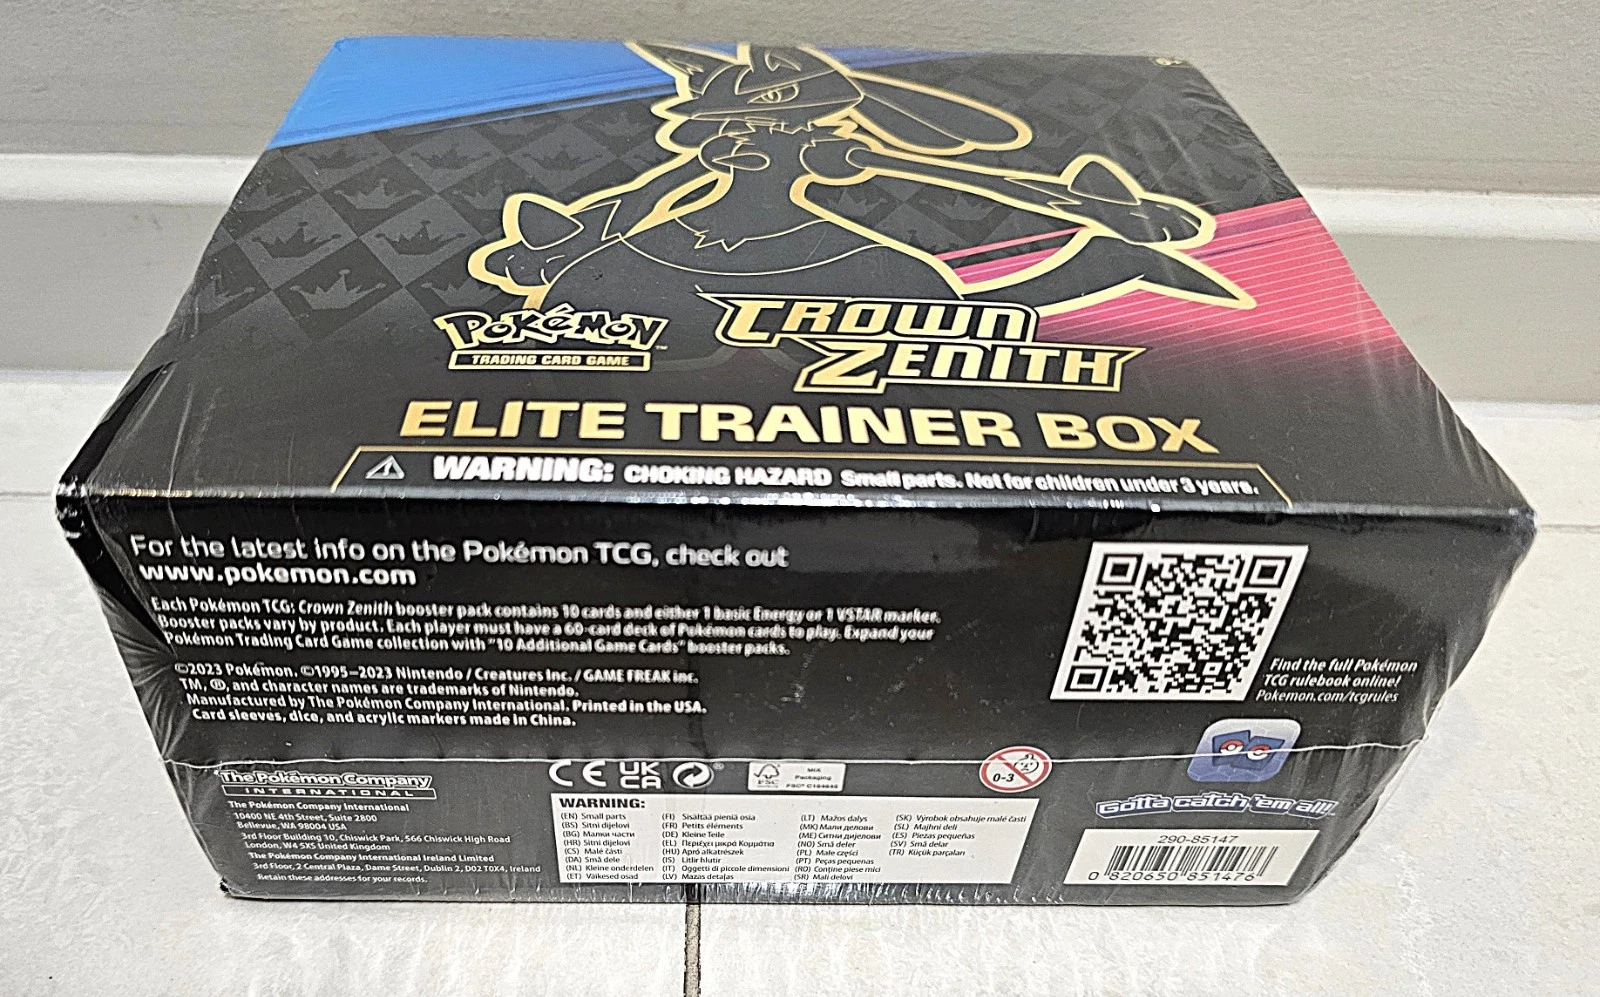 6+
POKéMON™
TRADING CARD GAME
CROWN
ZENITH
ELITE TRAINER BOX
WARNING: CHOKING HAZARD Small parts. Not for children under 3 years.
For the latest info on the Pokémon TCG, check out
www.pokemon.com
Each Pokémon TCG: Crown Zenith booster pack contains 10 cards and either 1 basic Energy or 1 VSTAR marker.
Booster packs vary by product. Each player must have a 60-card deck of Pokémon cards to play. Expand your
Pokémon Trading Card Game collection with "10 Additional Game Cards" booster packs.
©2023 Pokémon. ©1995–2023 Nintendo / Creatures Inc. / GAME FREAK inc.
TM, ®, and character names are trademarks of Nintendo.
Manufactured by The Pokémon Company International. Printed in the USA.
Card sleeves, dice, and acrylic markers made in China.
Find the full Pokémon
TCG rulebook online!
Pokemon.com/tcgrules
The Pokémon Company
INTERNATIONAL
The Pokémon Company International
10400 NE 4th Street, Suite 2800
Bellevue, WA 98004 USA
3rd Floor Building 10, Chiswick Park, 566 Chiswick High Road
London, W4 5XS United Kingdom
The Pokémon Company International Ireland Limited
3rd Floor, 2 Central Plaza, Dame Street, Dublin 2, D02 T0X4, Ireland
Retain these addresses for your records.
CE UK CA ®
FSC
MIX
Packaging
FSC® C184645
0-3
WARNING:
(EN) Small parts
(BS) Sitni dijelovi
(BG) Малки части
(HR) Sitni dijelovi
(CS) Malé části
(DA) Små dele
(NL) Kleine onderdelen
(ET) Väikesed osad
(FI) Sisältää pieniä osia
(FR) Petits éléments
(DE) Kleine Teile
(EL) Περιέχει μικρά Κομμάτια
(HU) Apró alkatrészek
(IS) Litlir hlutir
(IT) Oggetti di piccole dimensioni
(LV) Mazas detaļas
(LT) Mažos dalys
(MK) Мали делови
(ME) Ситни дијелови
(NO) Små deler
(PL) Małe części
(PT) Peças pequenas
(RO) Conține piese mici
(SR) Mali delovi
(SK) Výrobok obsahuje malé časti
(SL) Majhni deli
(ES) Piezas pequeñas
(SV) Små delar
(TR) Küçük parçaları
Gotta catch 'em all!
290-85147
0 820650 851476